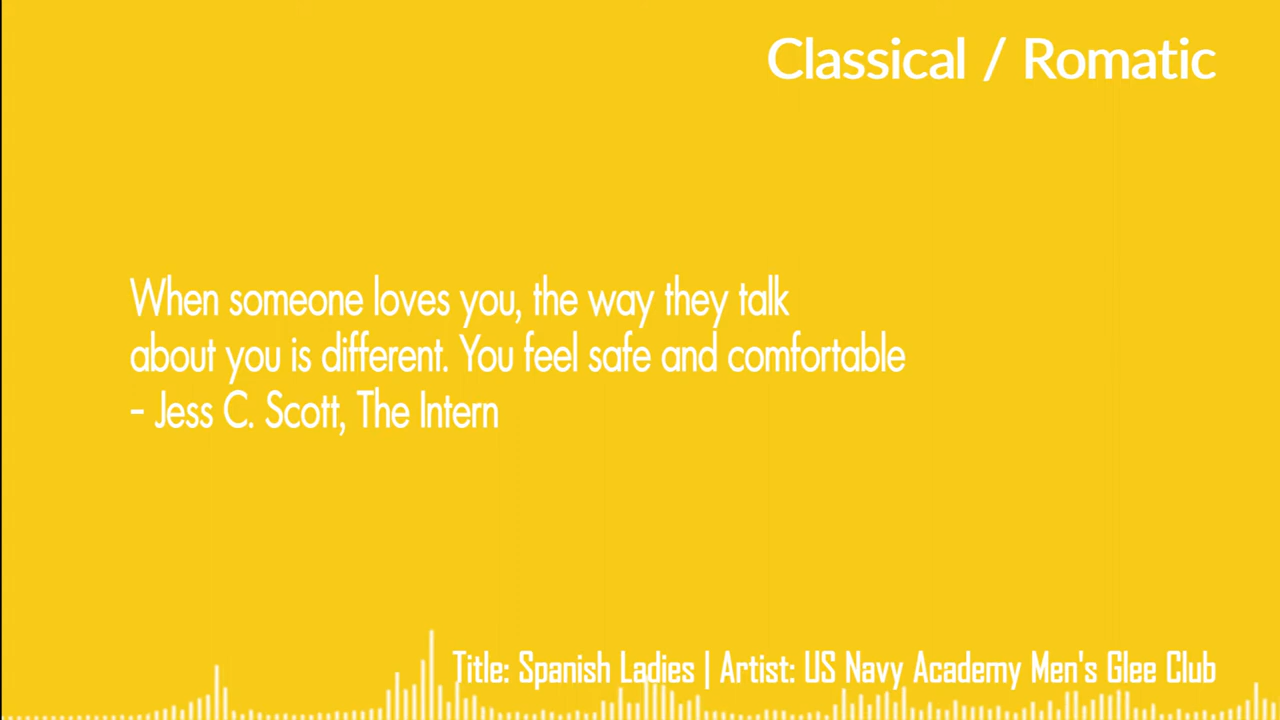 Classical / Romatic
When someone loves you, the way they talk
about you is different. You feel safe and comfortable
- Jess C. Scott, The Intern
Title: Spanish Ladies | Artist: US Navy Academy Men's Glee Club